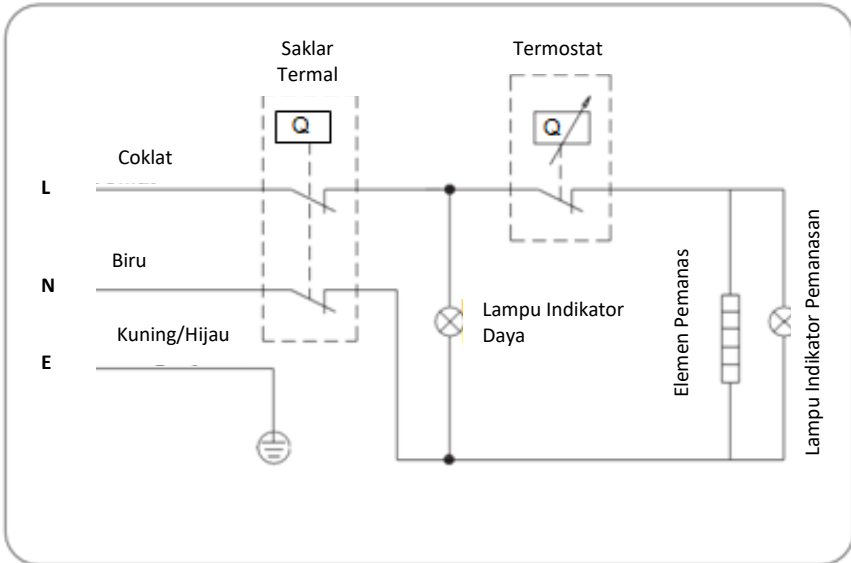 Saklar
Termal
Termostat
Q
Q
Coklat
L
Biru
N
Lampu Indikator
Daya
Kuning/Hijau
E
Elemen Pemanas
Lampu Indikator Pemanasan